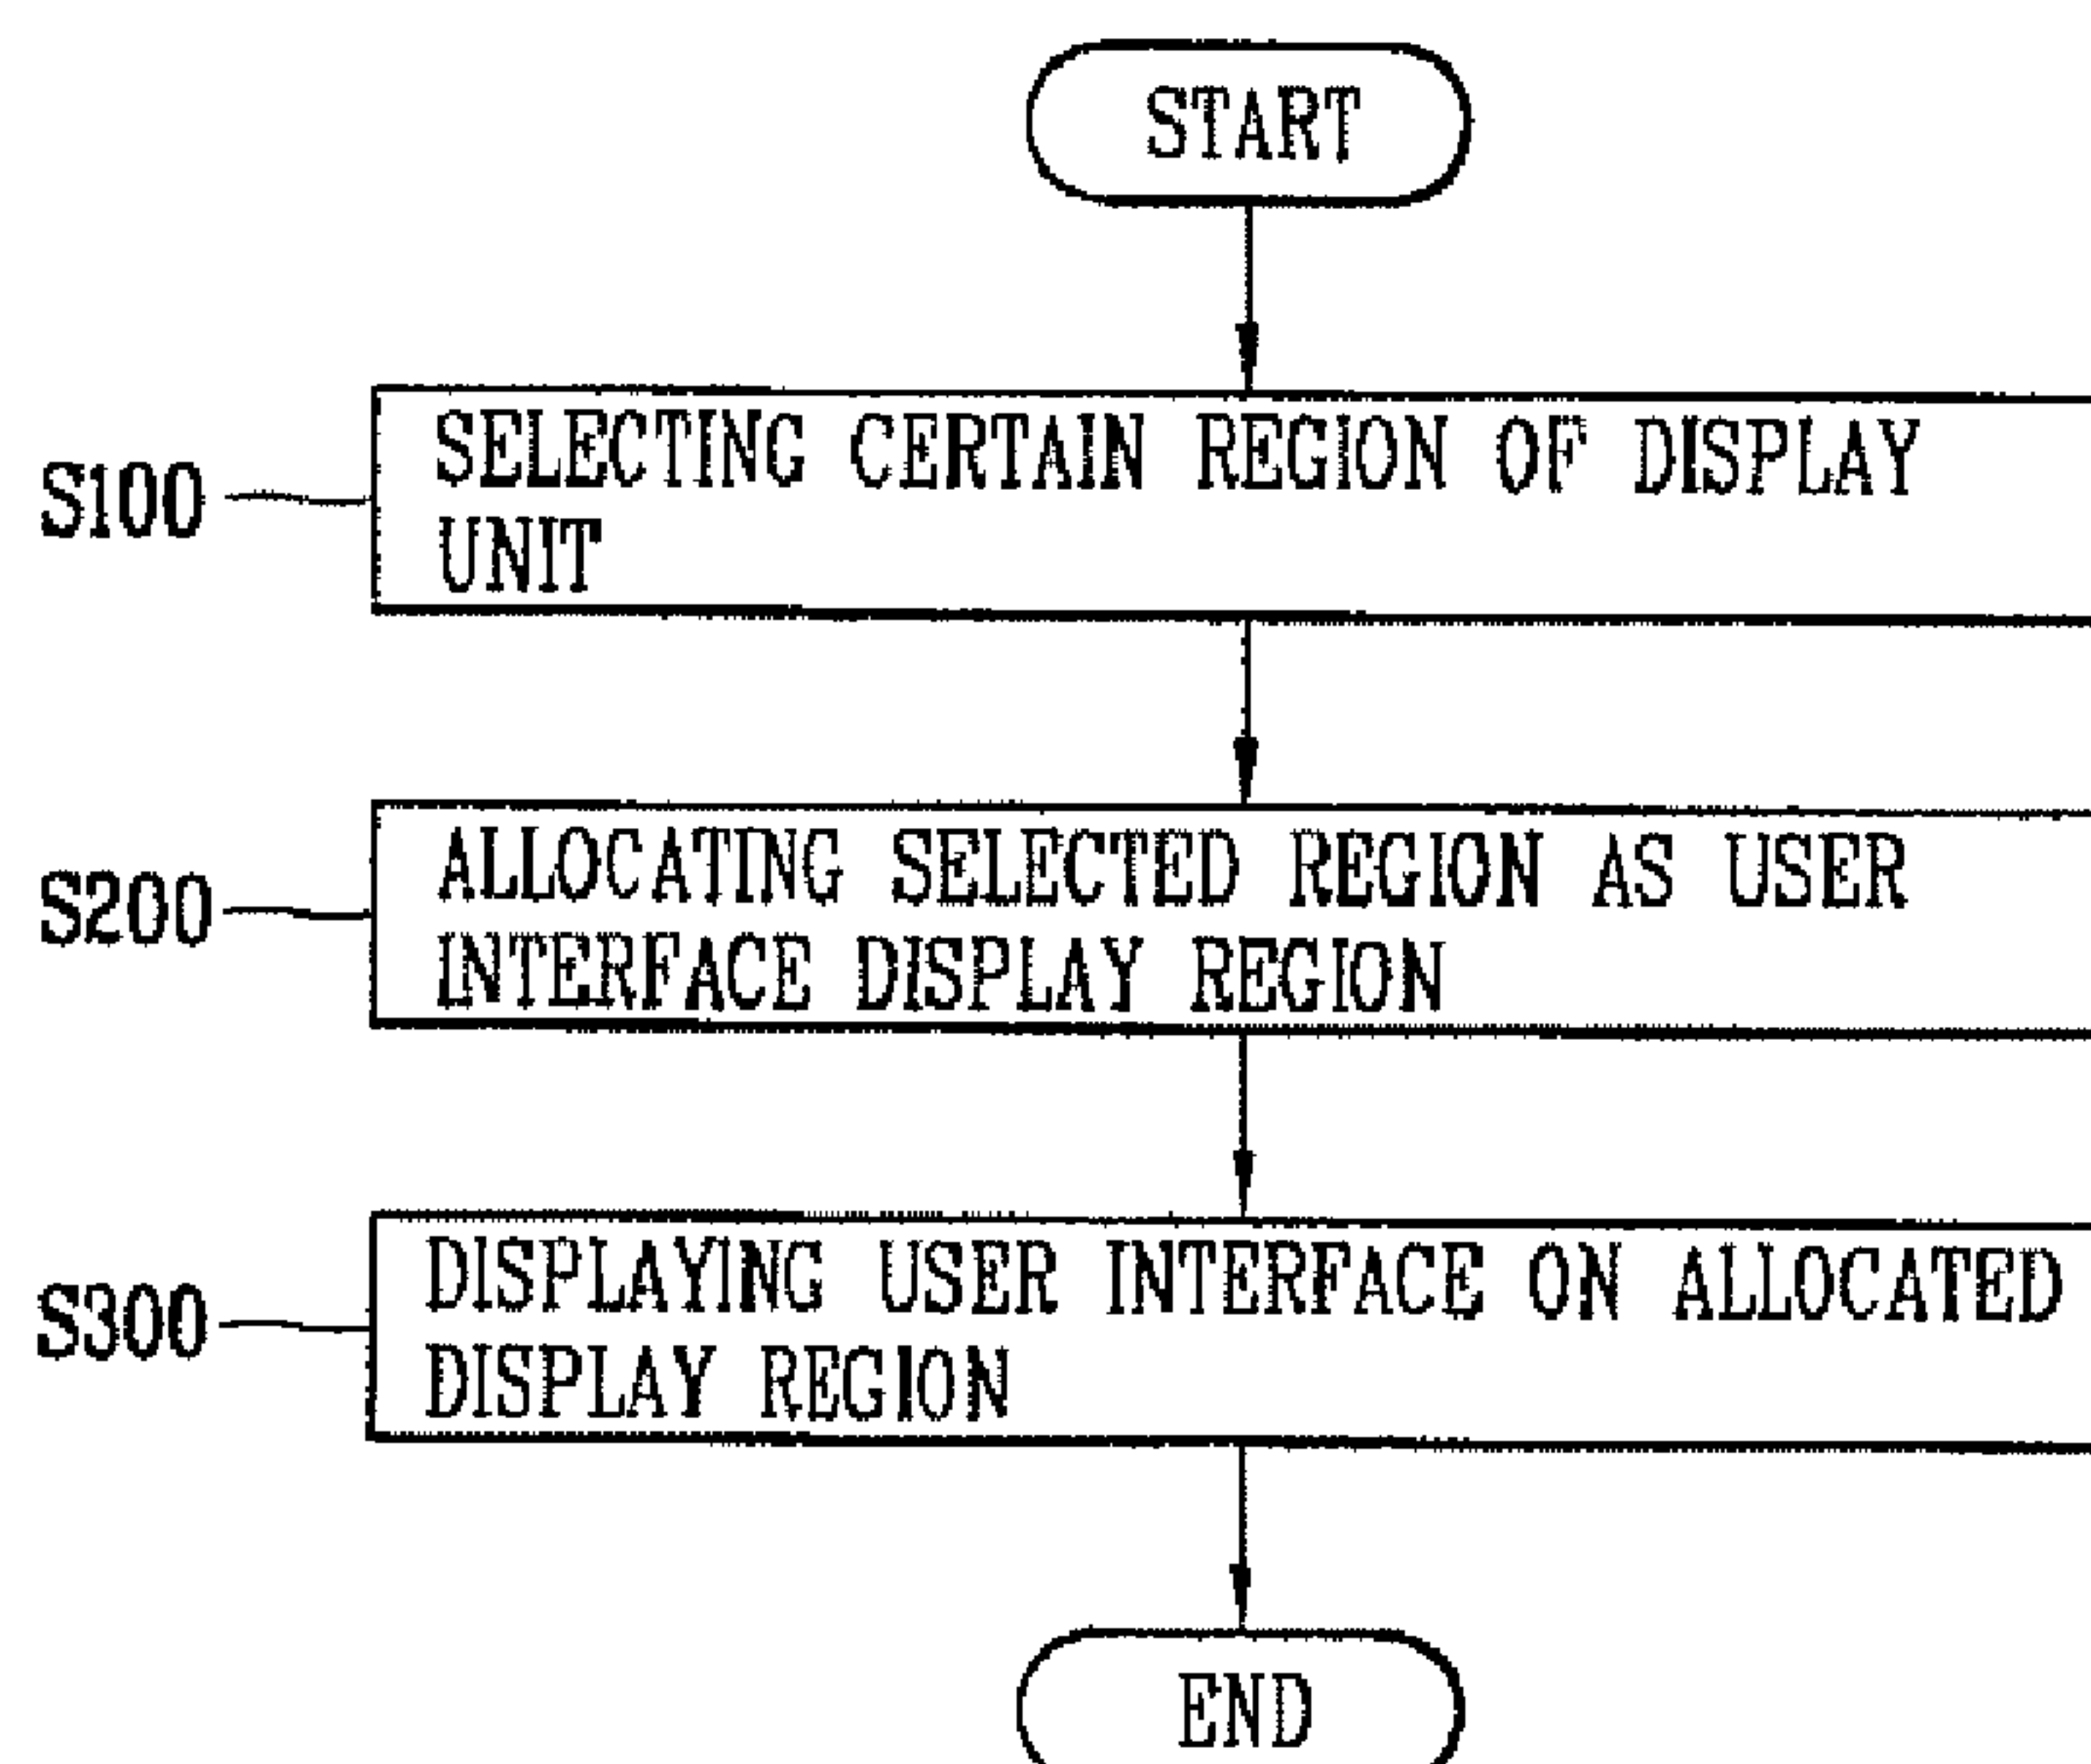 START
S100
SELECTING CERTAIN REGION OF DISPLAY
UNIT
S200
ALLOCATING SELECTED REGION AS USER
INTERFACE DISPLAY REGION
S300
DISPLAYING USER INTERFACE ON ALLOCATED
DISPLAY REGION
END